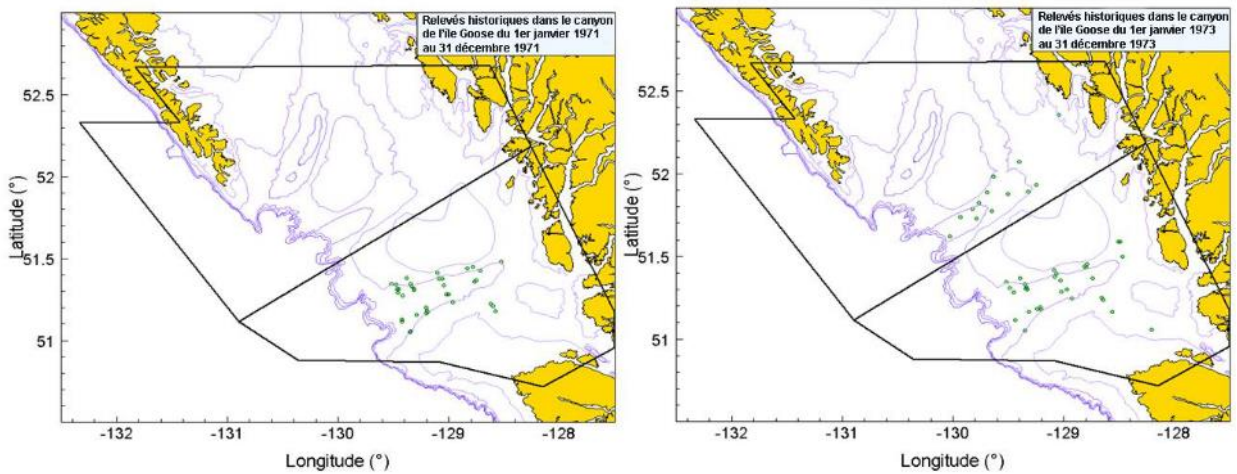 Relevés historiques dans le canyon
de l'île Goose du 1er janvier 1971
au 31 décembre 1971
52.5
52
51.5
51
Latitude (°)
-132
-131
-130
-129
-128
Longitude (°)
Relevés historiques dans le canyon
de l'île Goose du 1er janvier 1973
au 31 décembre 1973
52.5
52
51.5
51
Latitude (°)
-132
-131
-130
-129
-128
Longitude (°)